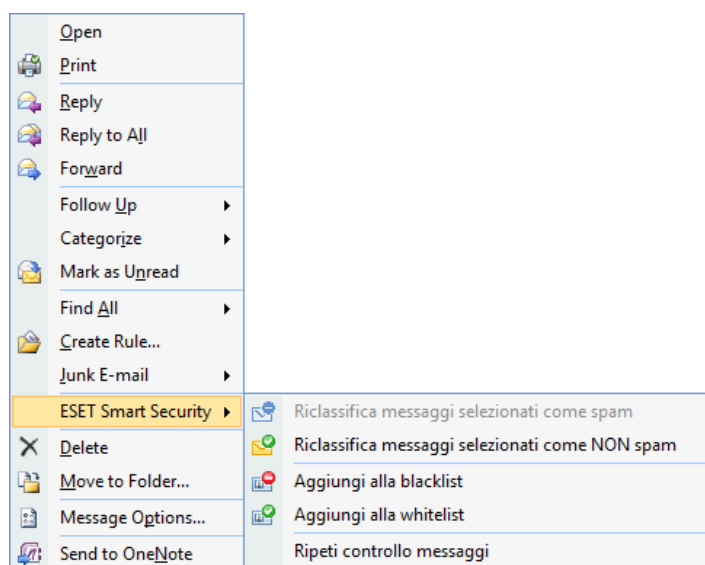 Open
Print
Reply
Reply to All
Forward
Follow Up
Categorize
Mark as Unread
Find All
Create Rule...
Junk E-mail
ESET Smart Security
Riclassifica messaggi selezionati come spam
Delete
Riclassifica messaggi selezionati come NON spam
Move to Folder...
Aggiungi alla blacklist
Message Options...
Aggiungi alla whitelist
Send to OneNote
Ripeti controllo messaggi